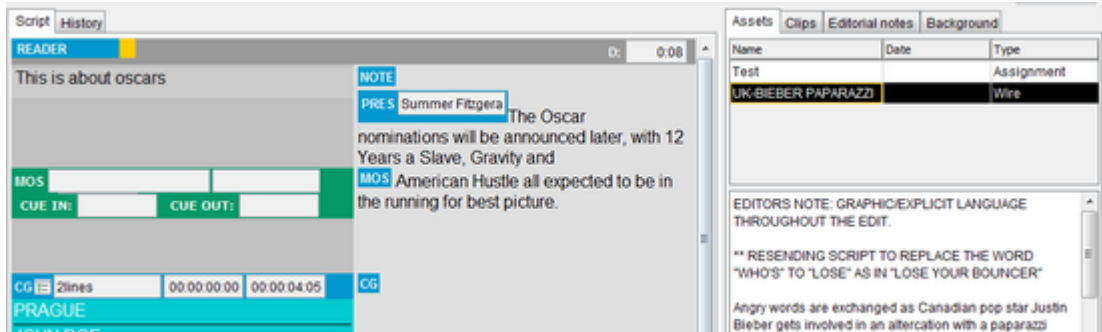 Script History
READER D: 0:08
This is about oscars
MOS
CUE IN: CUE OUT:
CG 2lines 00:00:00:00 00:00:04:05
PRAGUE
JOHN DOE
NOTE
PRES Summer Fitzgera The Oscar
nominations will be announced later, with 12
Years a Slave, Gravity and
MOS American Hustle all expected to be in
the running for best picture.
CG
Assets Clips Editorial notes Background
Name Date Type
Test Assignment
UK-BIEBER PAPARAZZI Wire
EDITORS NOTE: GRAPHIC/EXPLICIT LANGUAGE
THROUGHOUT THE EDIT.
** RESENDING SCRIPT TO REPLACE THE WORD
"WHO'S" TO "LOSE" AS IN "LOSE YOUR BOUNCER"
Angry words are exchanged as Canadian pop star Justin
Bieber gets involved in an altercation with a paparazzi